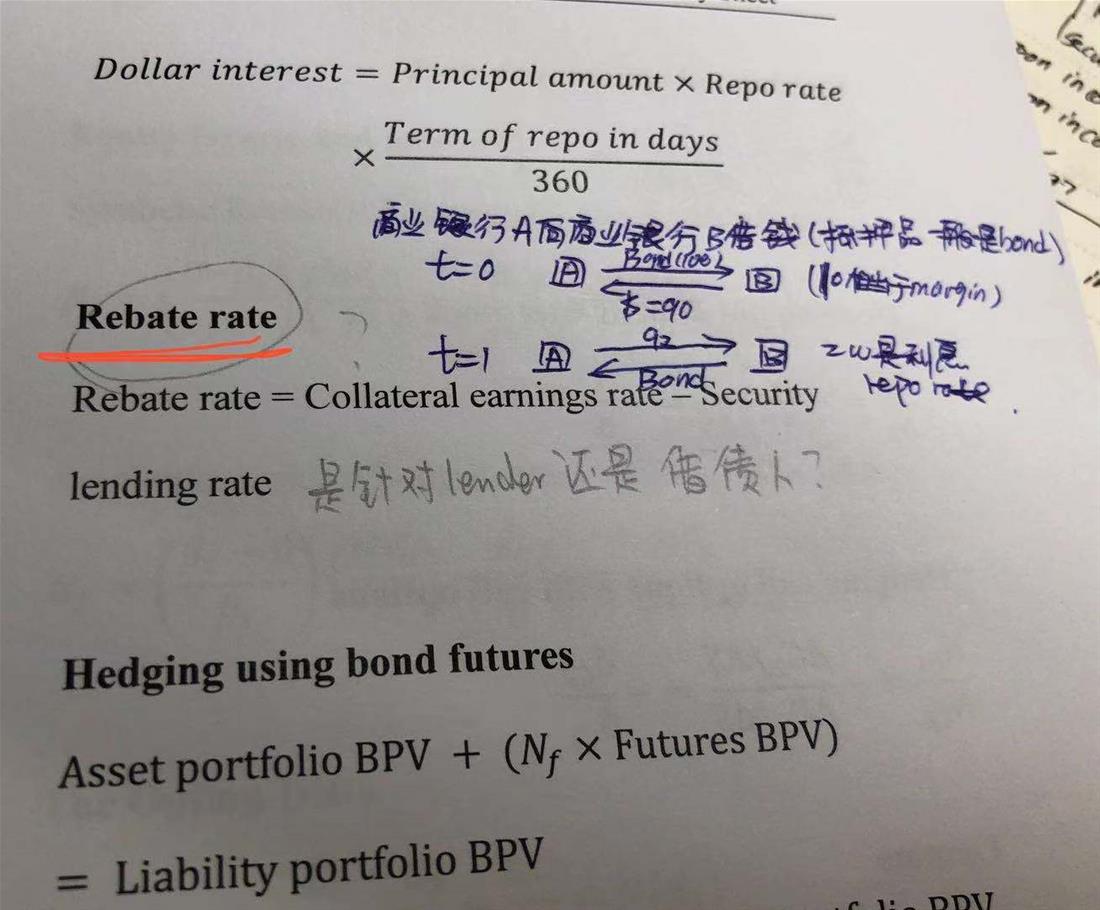 Dollar interest = Principal amount × Repo rate
× Term of repo in days / 360
商业银行A向商业银行B借钱(抵押品 一般是bond)
t=0 A Bond(100) B (10相当于margin)
$=90
Rebate rate
t=1 A 92 B 2w是利息
Bond repo rate
Rebate rate = Collateral earnings rate – Security
lending rate 是针对lender还是 借债人?
Hedging using bond futures
Asset portfolio BPV + (Nf × Futures BPV)
= Liability portfolio BPV